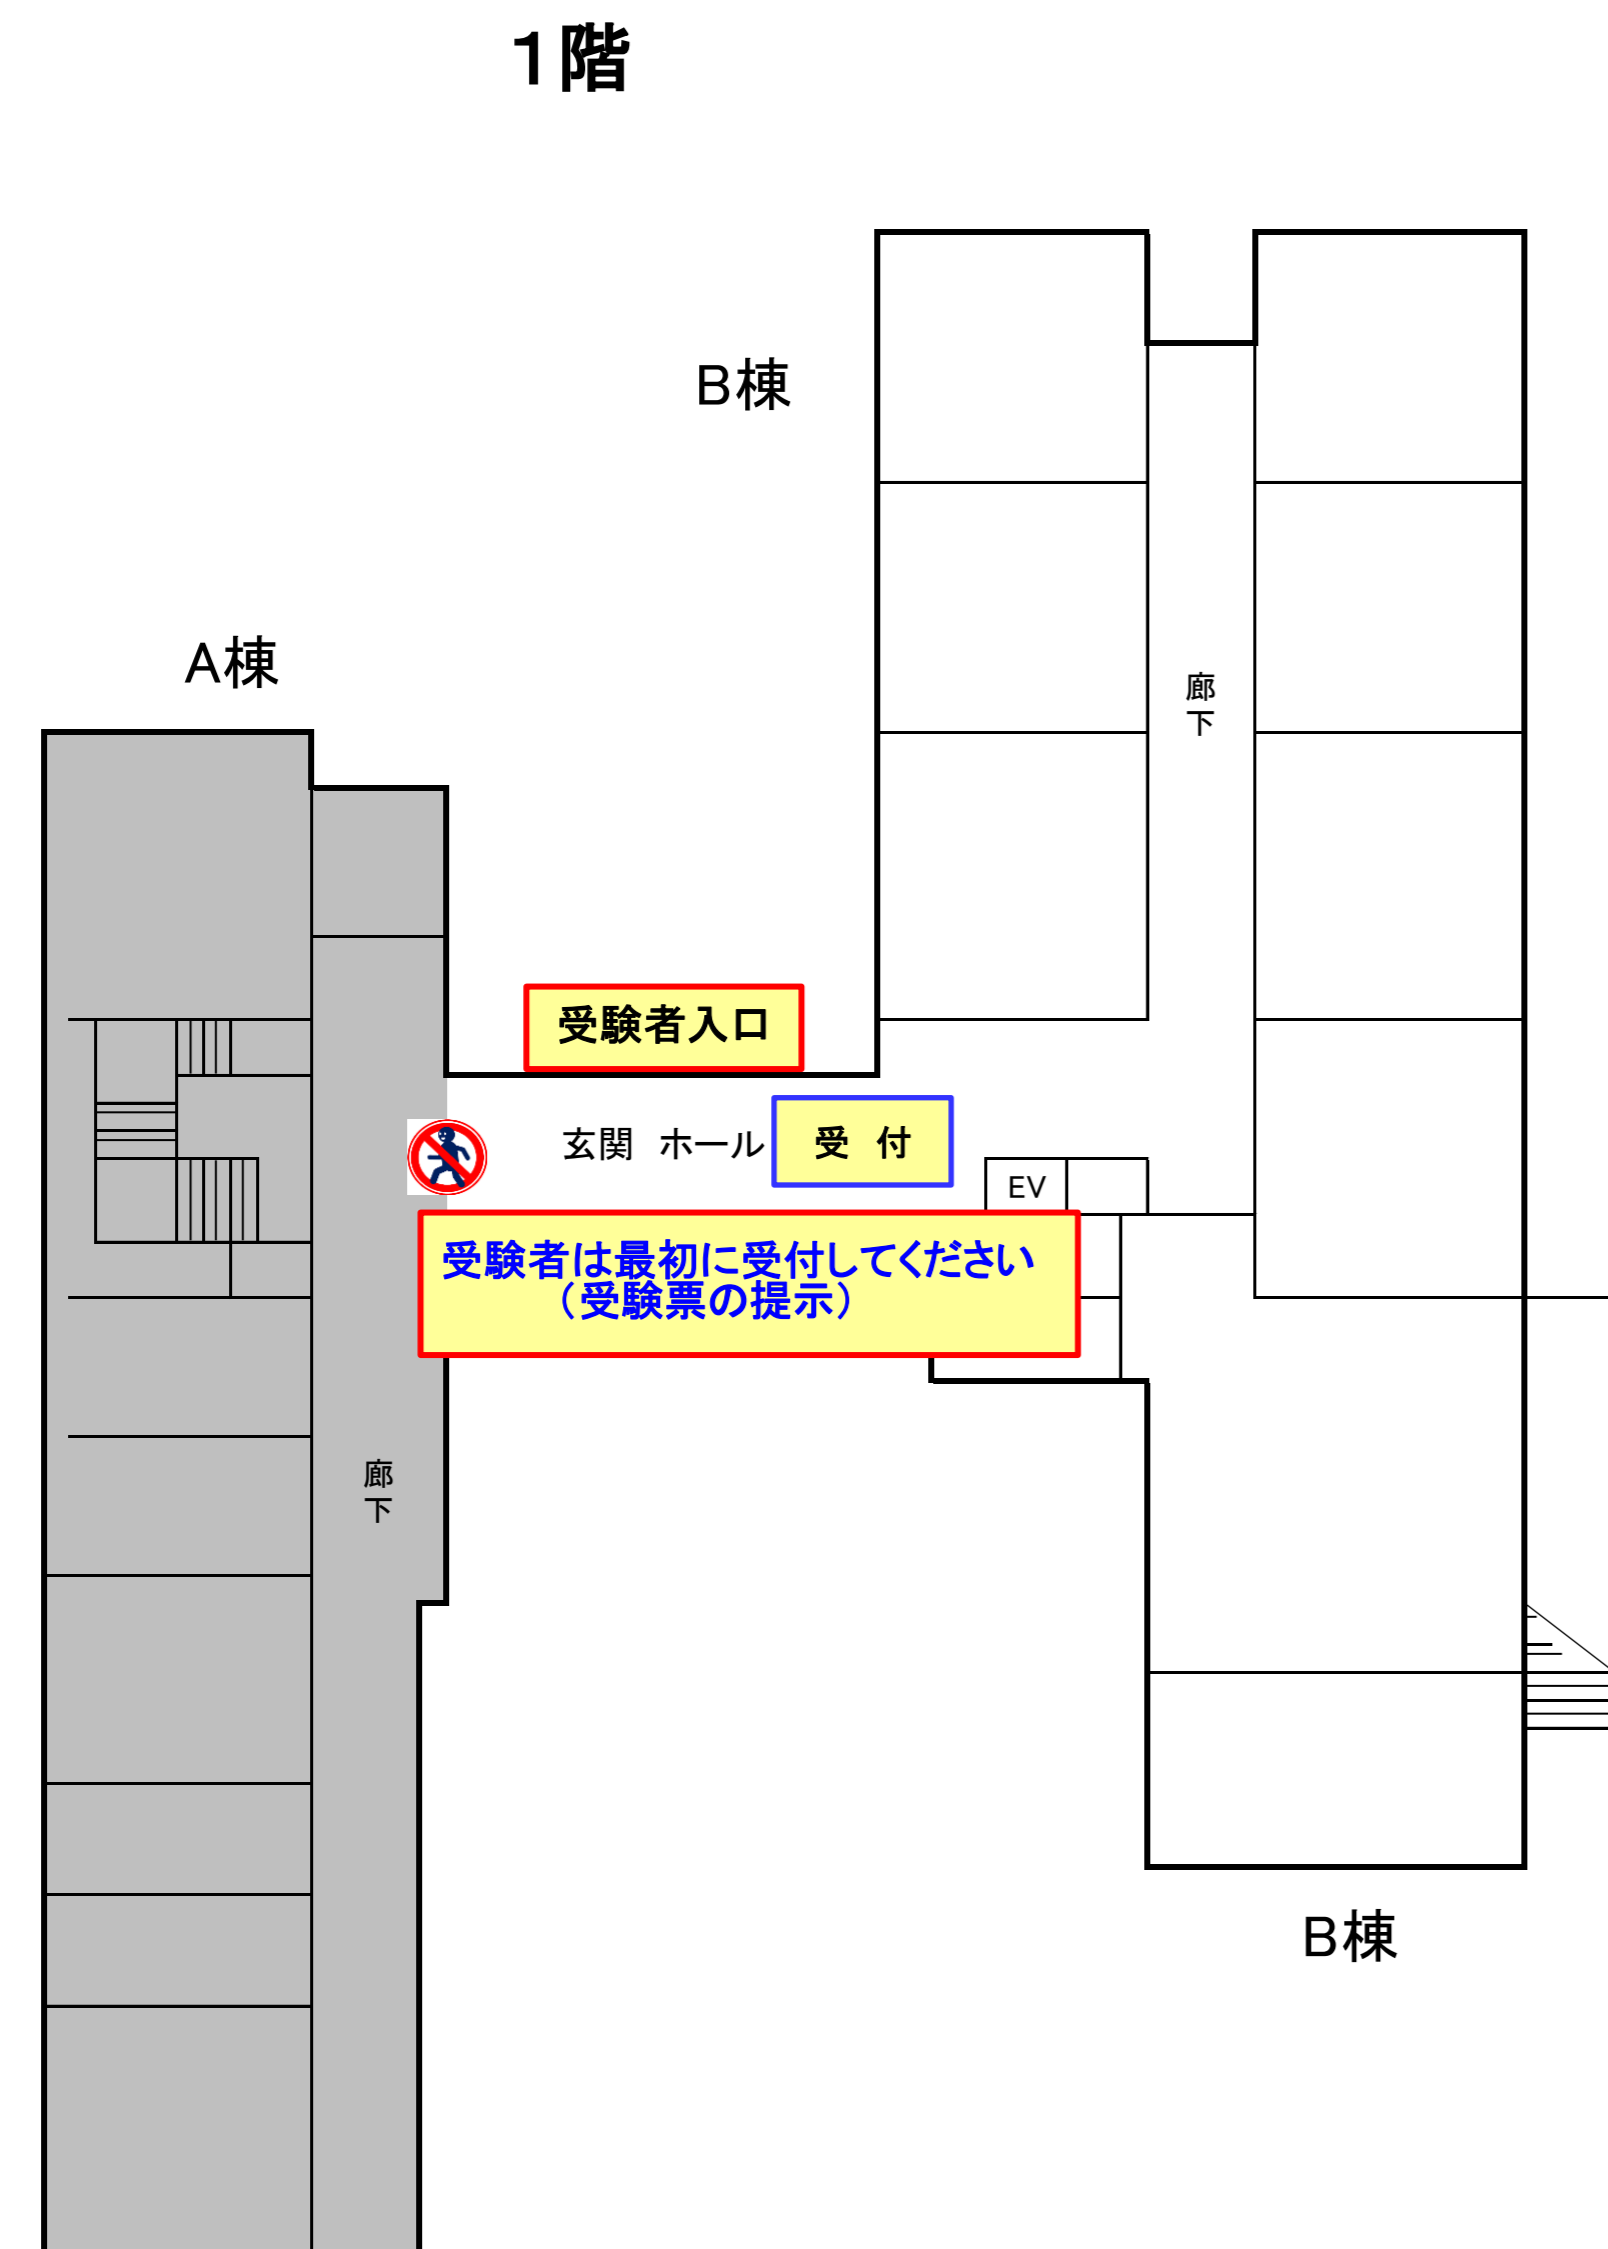 1階
B棟
A棟
廊
下
受験者入口
玄関 ホール
受 付
EV
受験者は最初に受付してください
（受験票の提示）
廊
下
B棟